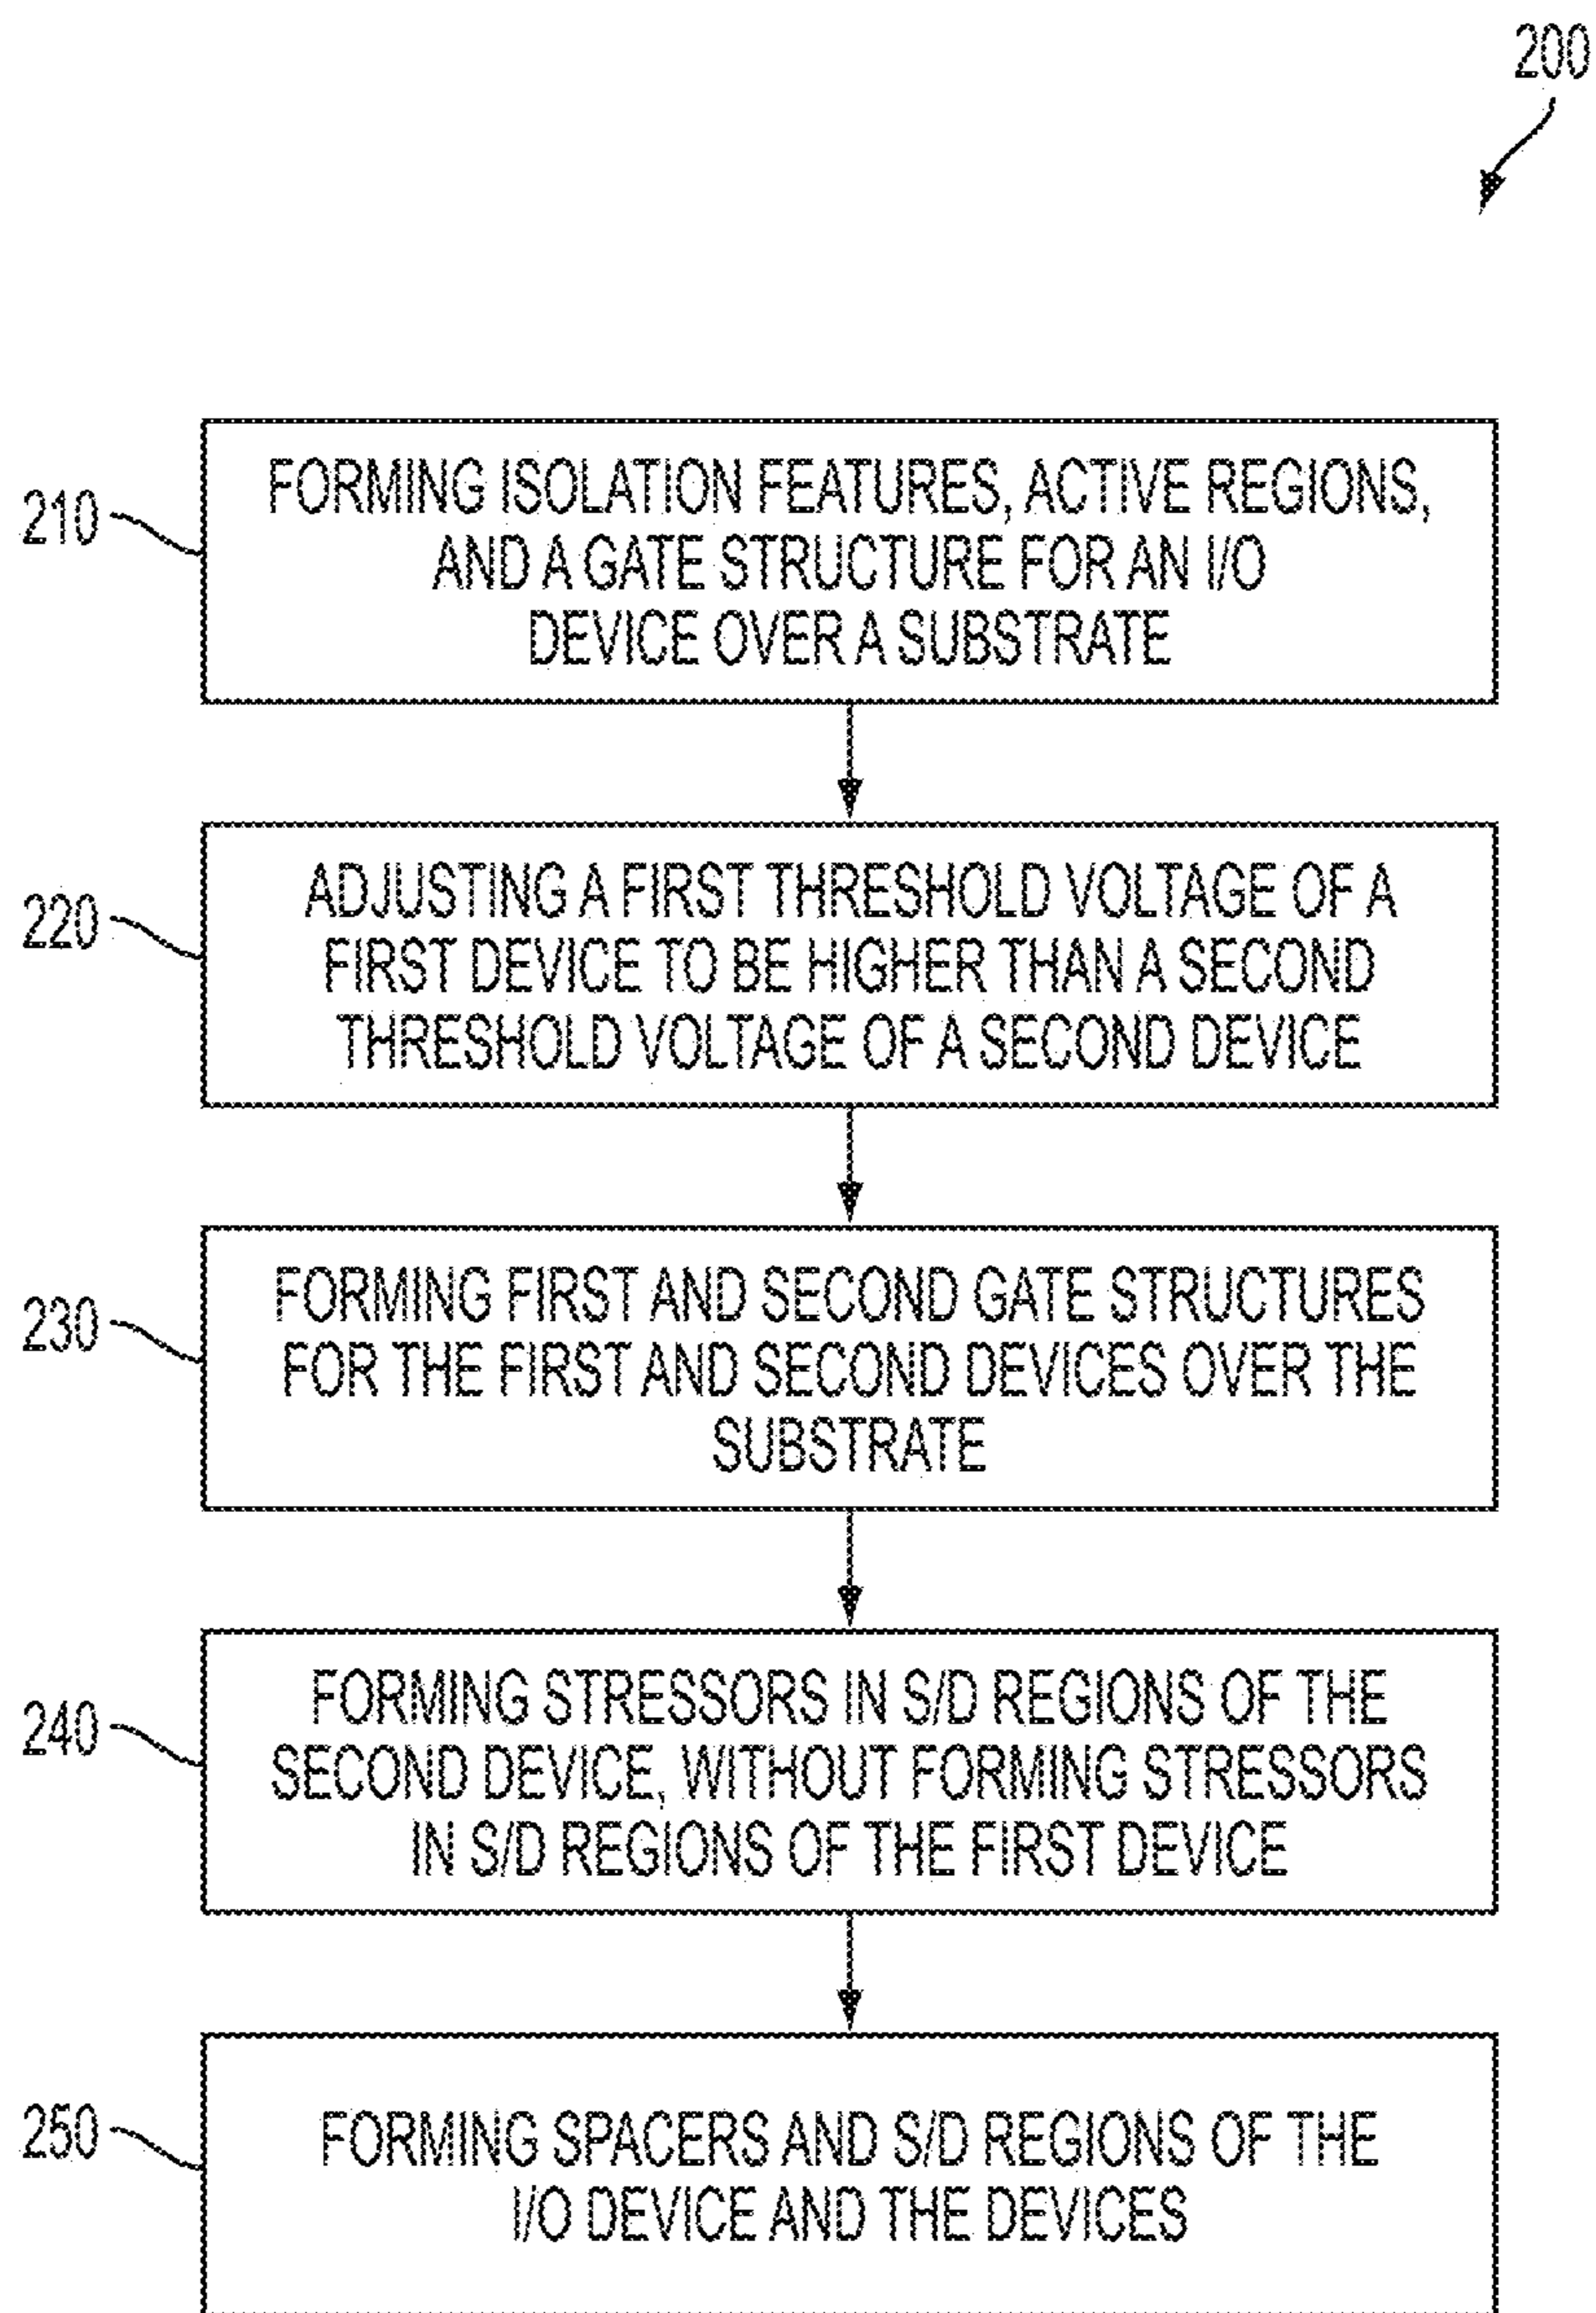 200
210
FORMING ISOLATION FEATURES, ACTIVE REGIONS,
AND A GATE STRUCTURE FOR AN I/O
DEVICE OVER A SUBSTRATE
220
ADJUSTING A FIRST THRESHOLD VOLTAGE OF A
FIRST DEVICE TO BE HIGHER THAN A SECOND
THRESHOLD VOLTAGE OF A SECOND DEVICE
230
FORMING FIRST AND SECOND GATE STRUCTURES
FOR THE FIRST AND SECOND DEVICES OVER THE
SUBSTRATE
240
FORMING STRESSORS IN S/D REGIONS OF THE
SECOND DEVICE, WITHOUT FORMING STRESSORS
IN S/D REGIONS OF THE FIRST DEVICE
250
FORMING SPACERS AND S/D REGIONS OF THE
I/O DEVICE AND THE DEVICES